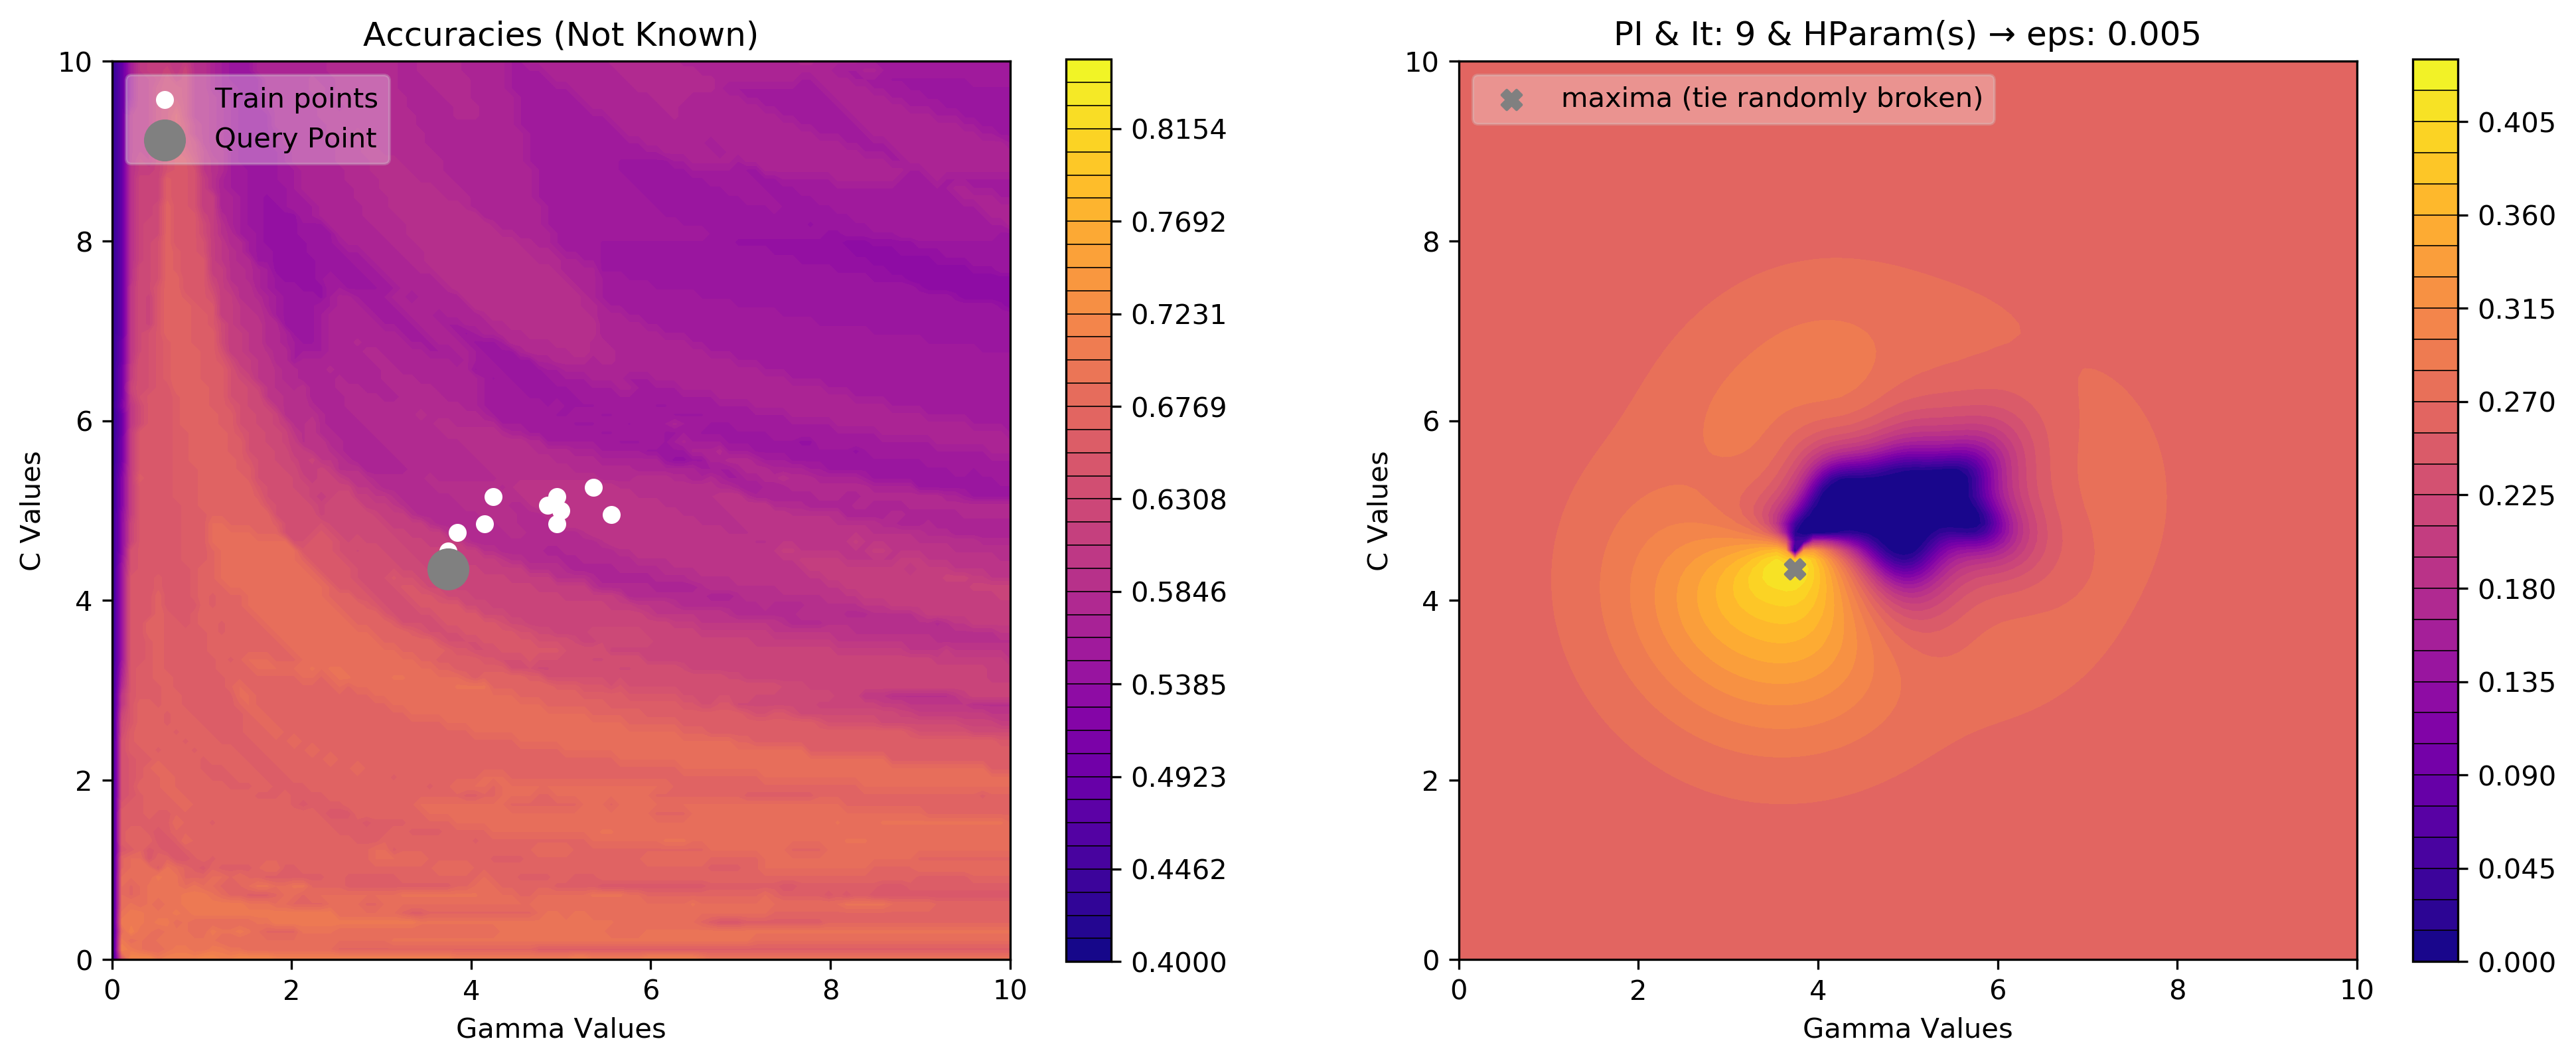 Accuracies (Not Known)
Train points
Query Point
C Values
10
8
6
4
2
0
0 2 4 6 8 10
Gamma Values
0.8154
0.7692
0.7231
0.6769
0.6308
0.5846
0.5385
0.4923
0.4462
0.4000
PI & It: 9 & HParam(s) → eps: 0.005
maxima (tie randomly broken)
C Values
10
8
6
4
2
0
0 2 4 6 8 10
Gamma Values
0.405
0.360
0.315
0.270
0.225
0.180
0.135
0.090
0.045
0.000